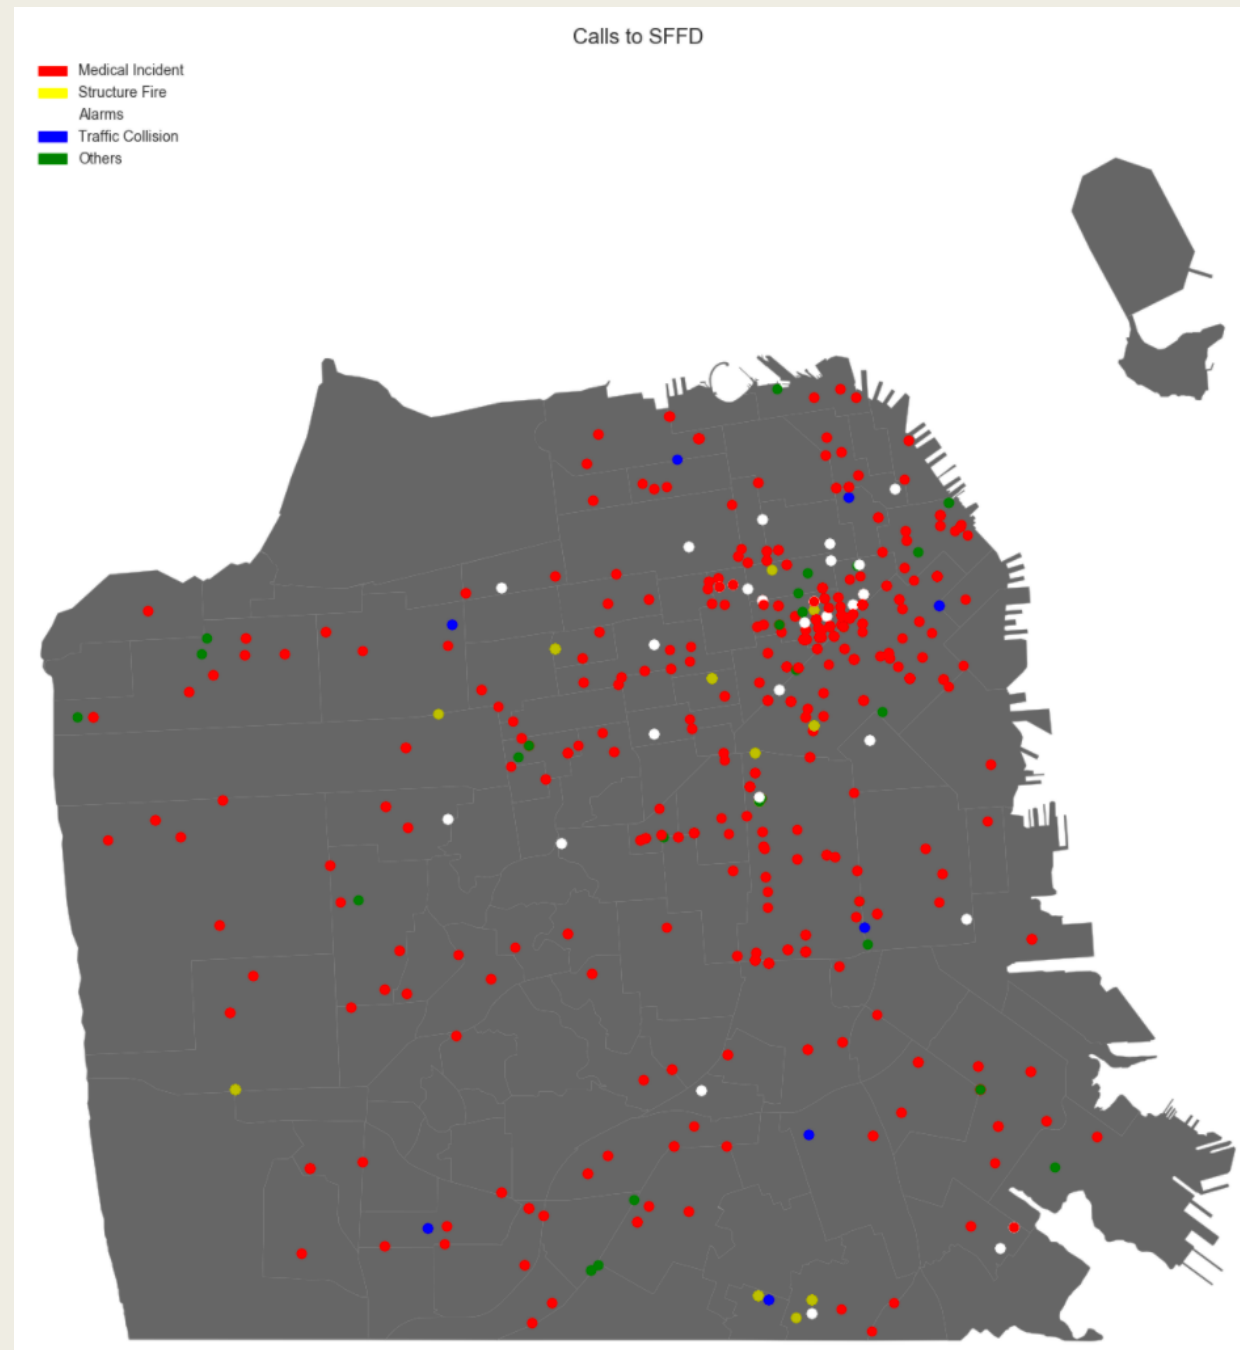 Calls to SFFD
Medical Incident
Structure Fire
Alarms
Traffic Collision
Others